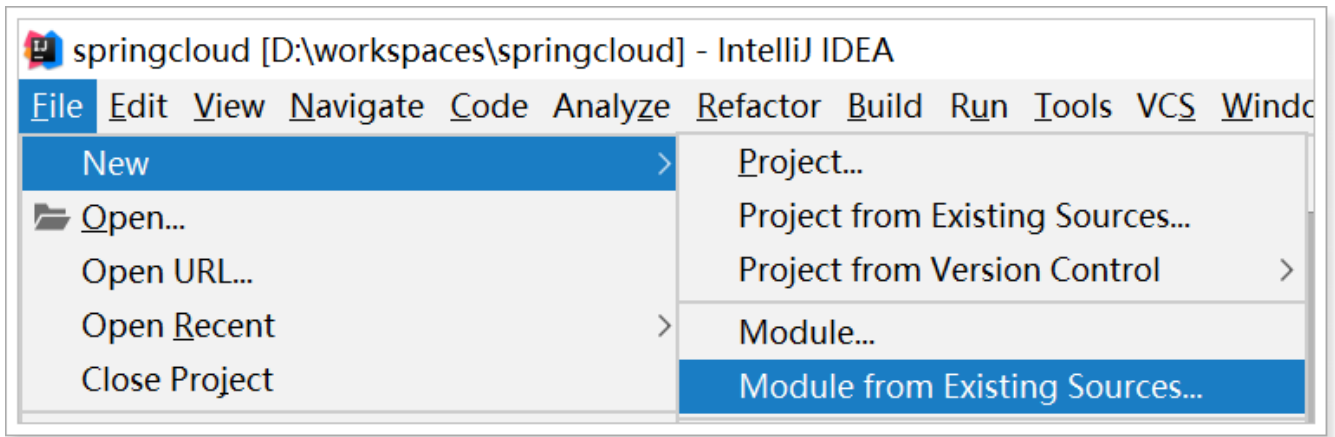 springcloud [D:\workspaces\springcloud] - IntelliJ IDEA
File Edit View Navigate Code Analyze Refactor Build Run Tools VCS
New
Open...
Open URL...
Open Recent
Close Project
Project...
Project from Existing Sources...
Project from Version Control
Module...
Module from Existing Sources...